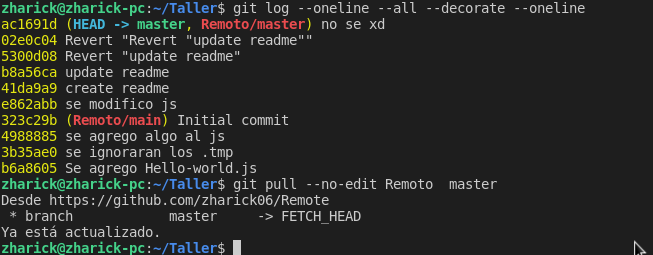 zharick@zharick-pc:~/Taller$ git log --oneline --all --decorate --oneline
ac1691d (HEAD -> master, Remoto/master) no se xd
02e0c04 Revert "Revert "update readme""
5300d08 Revert "update readme"
b8a56ca update readme
41da9a9 create readme
e862abb se modifico js
323c29b (Remoto/main) Initial commit
4988885 se agrego algo al js
3b35ae0 se ignoraran los .tmp
b6a8605 Se agrego Hello-world.js
zharick@zharick-pc:~/Taller$ git pull --no-edit Remoto  master
Desde https://github.com/zharick06/Remote
 * branch            master     -> FETCH_HEAD
Ya está actualizado.
zharick@zharick-pc:~/Taller$